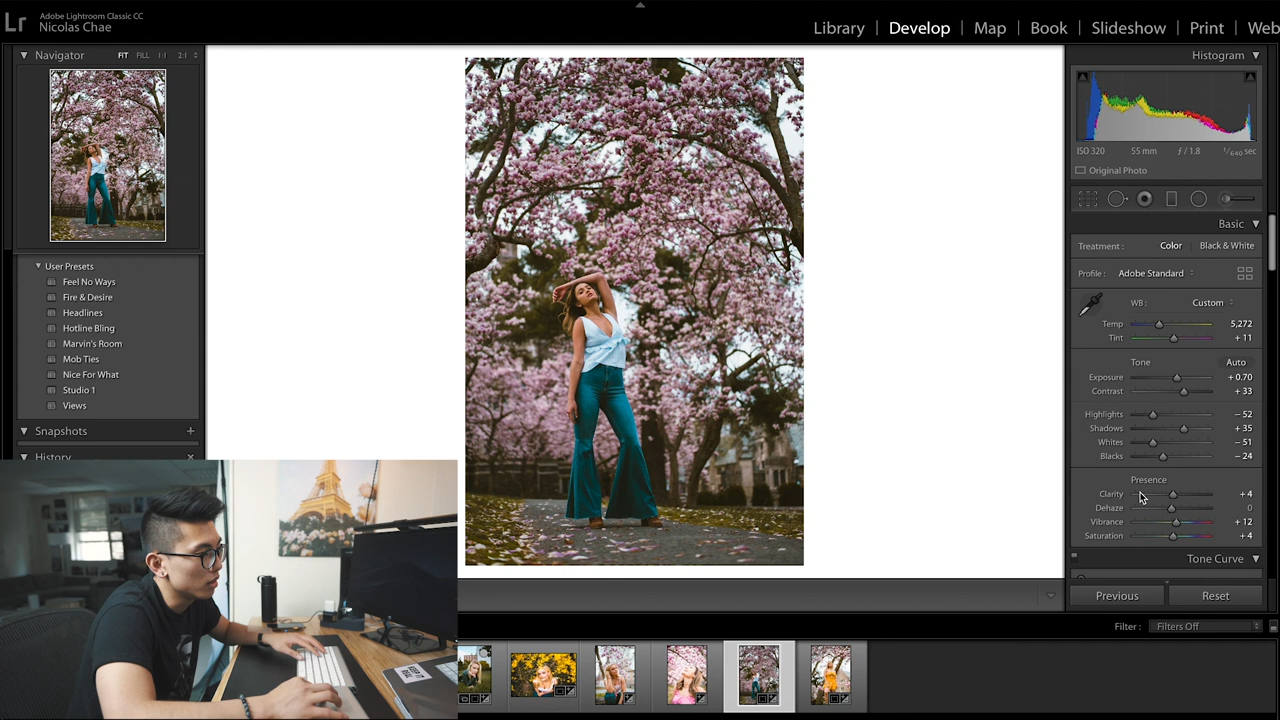 Lr
Adobe Lightroom Classic CC
Nicolas Chae
Library | Develop | Map | Book | Slideshow | Print | Web
Navigator FIT FILL 1:1 2:1
User Presets
Feel No Ways
Fire & Desire
Headlines
Hotline Bling
Marvin's Room
Mob Ties
Nice For What
Studio 1
Views
Snapshots +
History ×
Histogram
ISO 320 55 mm ƒ / 1.8 1/640 sec
Original Photo
Basic
Treatment : Color Black & White
Profile : Adobe Standard
WB : Custom
Temp 5,272
Tint + 11
Tone Auto
Exposure + 0.70
Contrast + 33
Highlights − 52
Shadows + 35
Whites − 51
Blacks − 24
Presence
Clarity + 4
Dehaze 0
Vibrance + 12
Saturation + 4
Tone Curve
Previous Reset
Filter : Filters Off